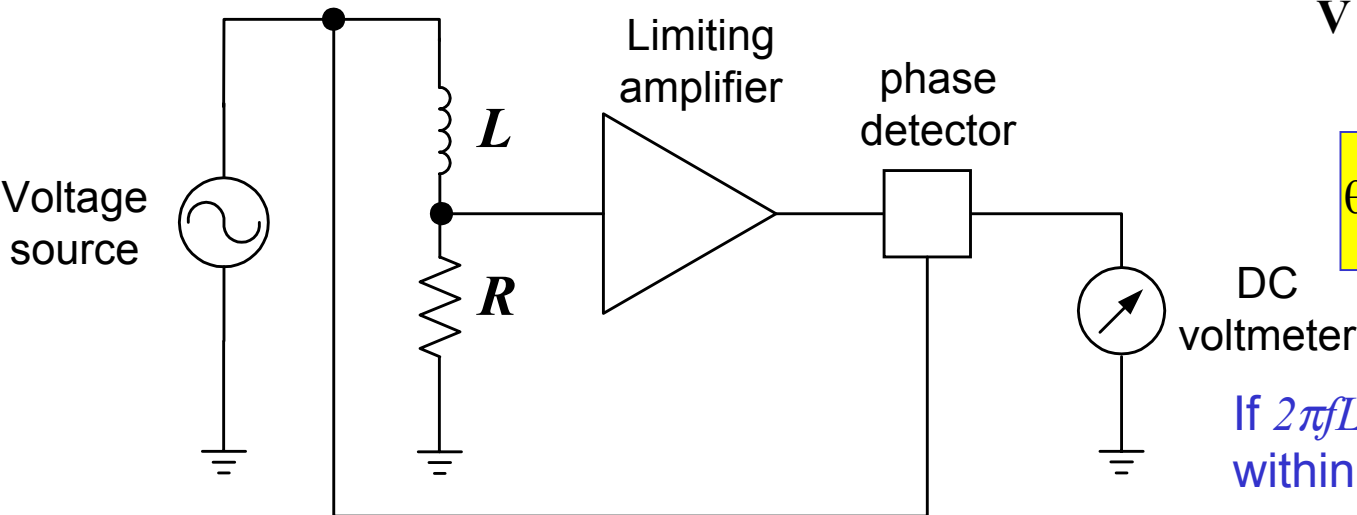 Limiting
amplifier
phase
detector
V
L
Voltage
source
θ
R
DC
voltmeter
If 2πfL
within